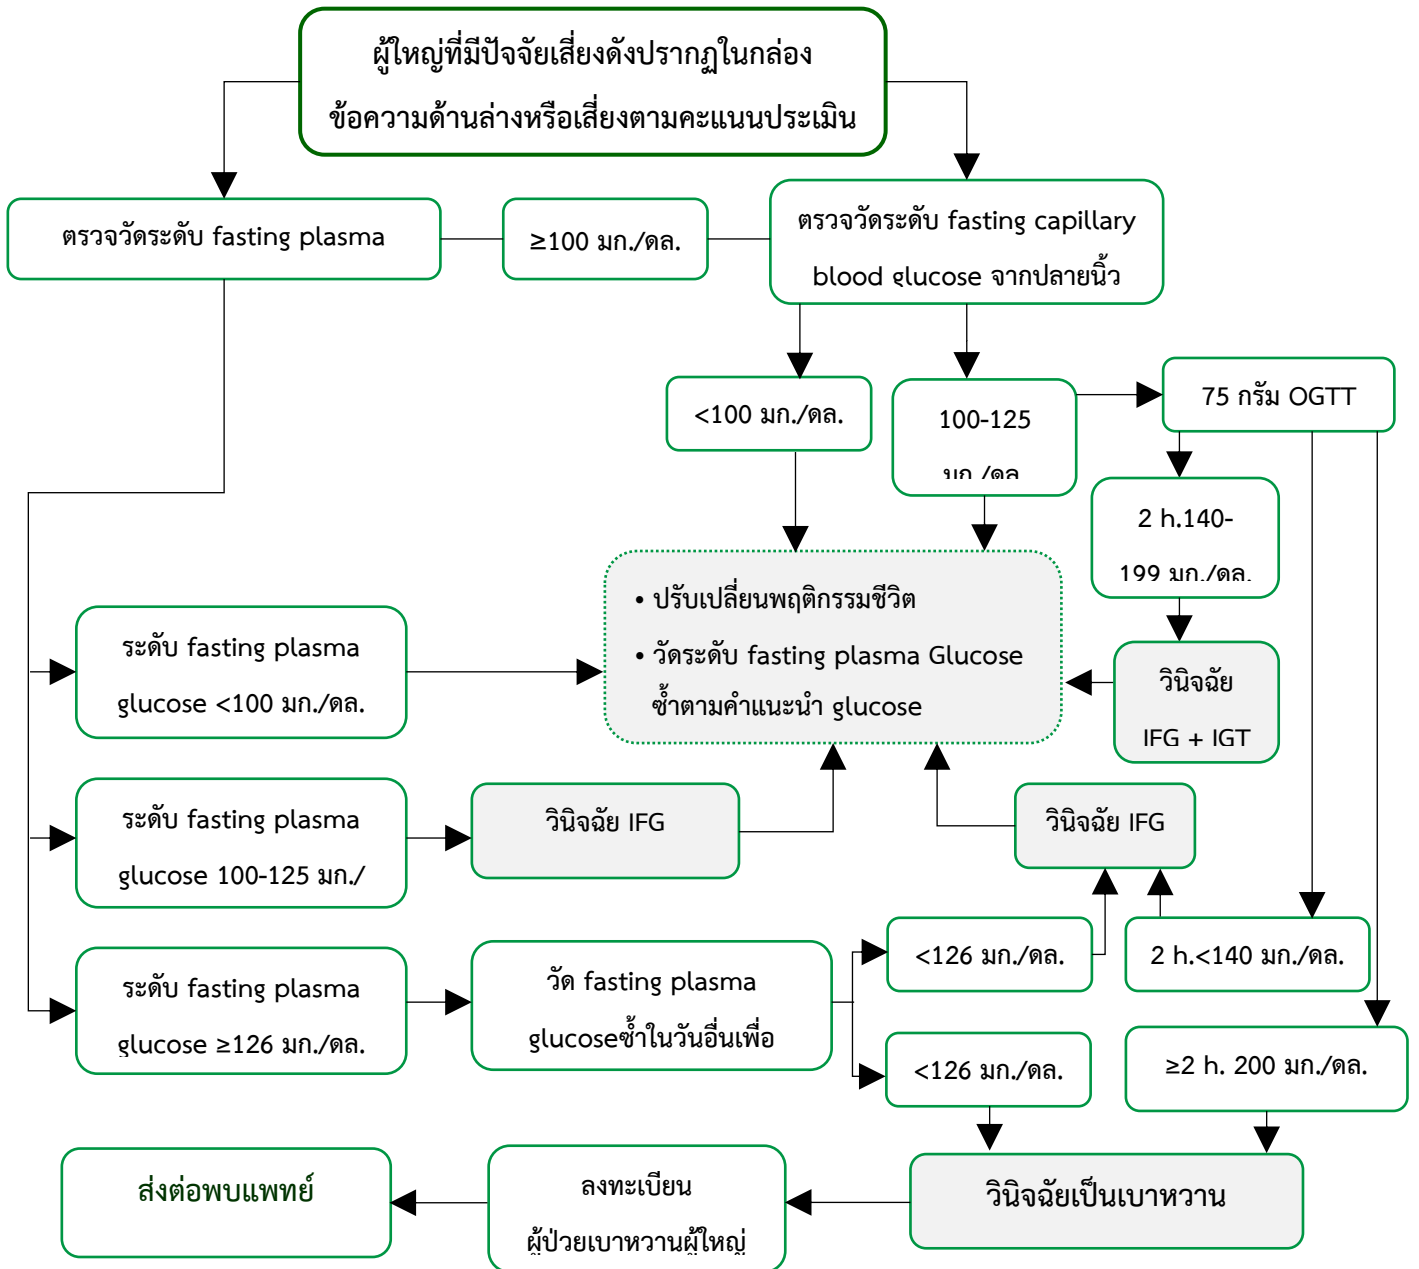 ผู้ใหญ่ที่มีปัจจัยเสี่ยงดังปรากฏในกล่อง
ข้อความด้านล่างหรือเสี่ยงตามคะแนนประเมิน
ตรวจวัดระดับ fasting plasma
≥100 มก./ดล.
ตรวจวัดระดับ fasting capillary
blood glucose จากปลายนิ้ว
<100 มก./ดล.
100-125
มก./ดล
75 กรัม OGTT
2 h.140-
199 มก./ดล.
• ปรับเปลี่ยนพฤติกรรมชีวิต
• วัดระดับ fasting plasma Glucose
ซ้ำตามคำแนะนำ glucose
วินิจฉัย
IFG + IGT
ระดับ fasting plasma
glucose <100 มก./ดล.
ระดับ fasting plasma
glucose 100-125 มก./
วินิจฉัย IFG
วินิจฉัย IFG
ระดับ fasting plasma
glucose ≥126 มก./ดล.
วัด fasting plasma
glucoseซ้ำในวันอื่นเพื่อ
<126 มก./ดล.
2 h.<140 มก./ดล.
<126 มก./ดล.
≥2 h. 200 มก./ดล.
ส่งต่อพบแพทย์
ลงทะเบียน
ผู้ป่วยเบาหวานผู้ใหญ่
วินิจฉัยเป็นเบาหวาน